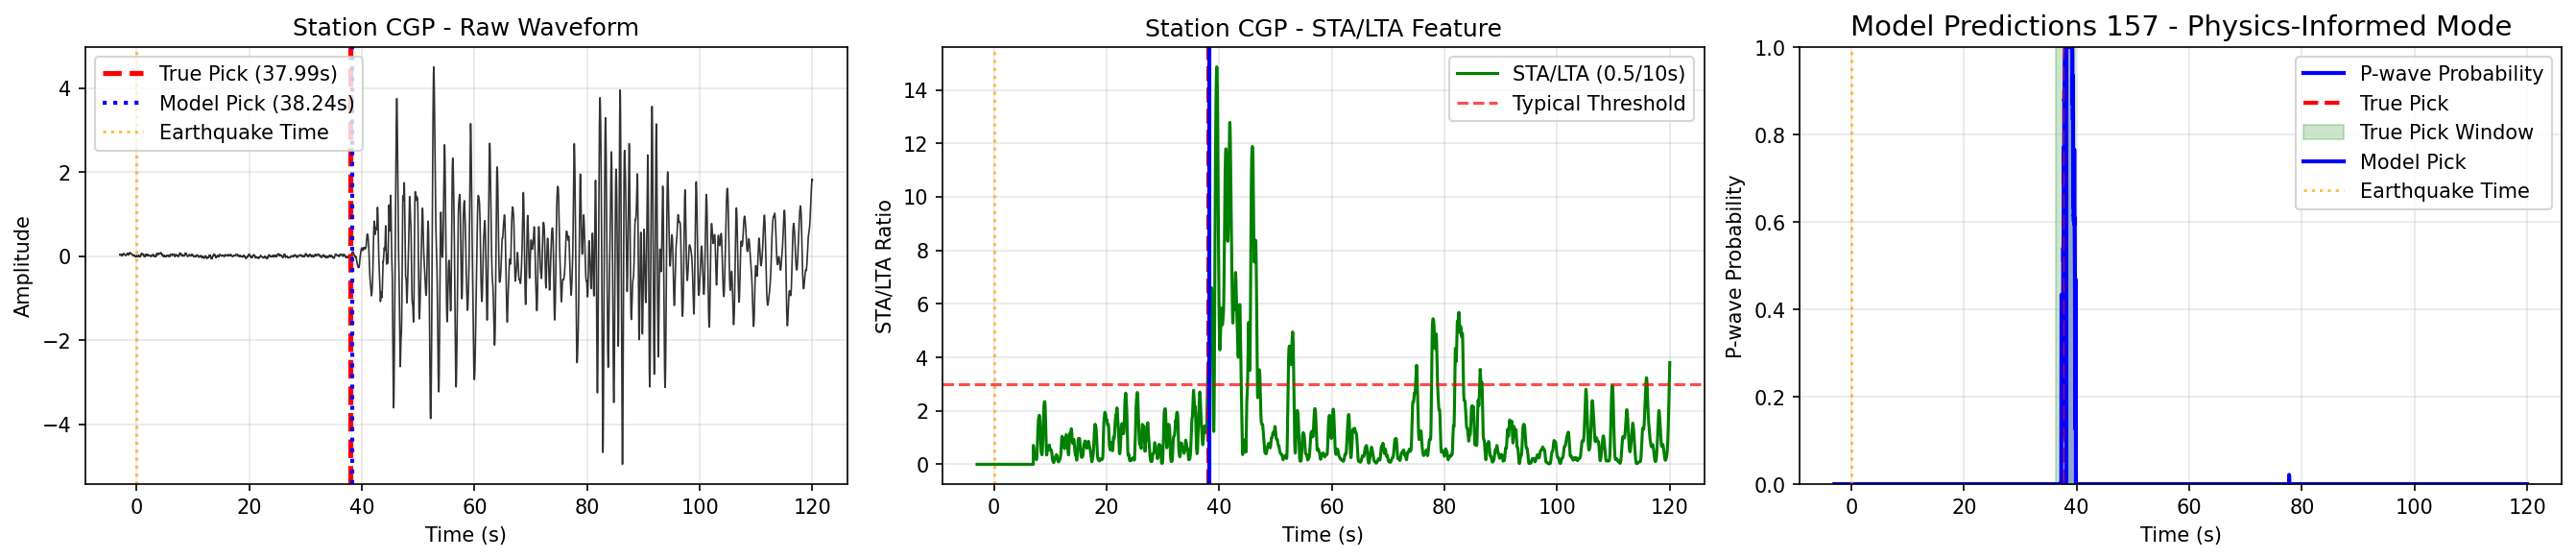 Station CGP - Raw Waveform
True Pick (37.99s)
Model Pick (38.24s)
Earthquake Time
Amplitude
4
2
0
−2
−4
0 20 40 60 80 100 120
Time (s)
Station CGP - STA/LTA Feature
STA/LTA (0.5/10s)
Typical Threshold
STA/LTA Ratio
14
12
10
8
6
4
2
0
0 20 40 60 80 100 120
Time (s)
Model Predictions 157 - Physics-Informed Mode
P-wave Probability
True Pick
True Pick Window
Model Pick
Earthquake Time
P-wave Probability
1.0
0.8
0.6
0.4
0.2
0.0
0 20 40 60 80 100 120
Time (s)